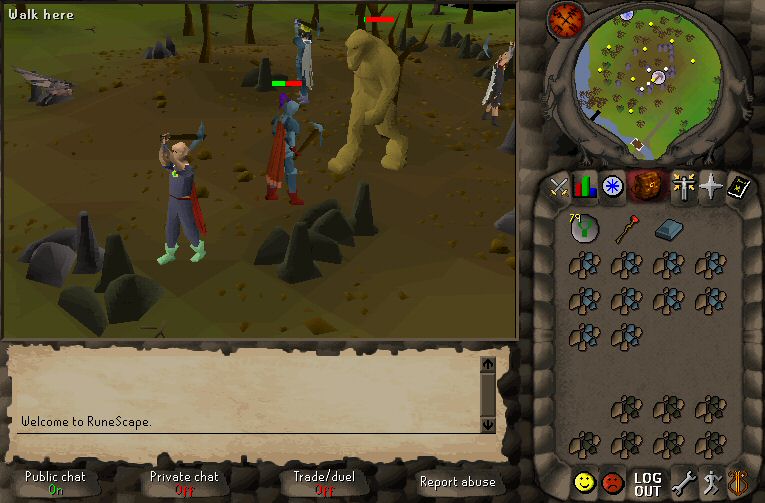 Walk here
79
Welcome to RuneScape.
Public chat
On
Private chat
Off
Trade/duel
Off
Report abuse
LOG
OUT